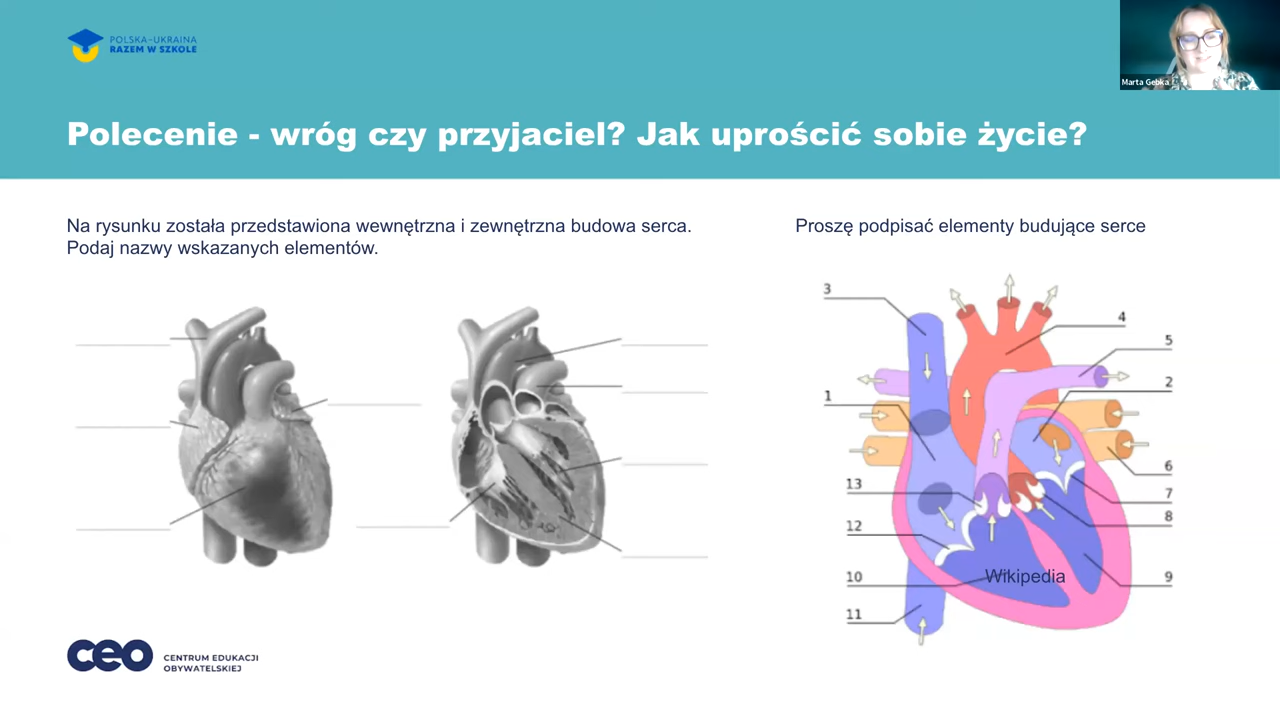 POLSKA-UKRAINA
RAZEM W SZKOLE
Marta Gębka
Polecenie - wróg czy przyjaciel? Jak uprościć sobie życie?
Na rysunku została przedstawiona wewnętrzna i zewnętrzna budowa serca.
Podaj nazwy wskazanych elementów.
Proszę podpisać elementy budujące serce
3
4
5
2
1
6
13
7
8
12
10
Wikipedia
9
11
ceo
CENTRUM EDUKACJI
OBYWATELSKIEJ